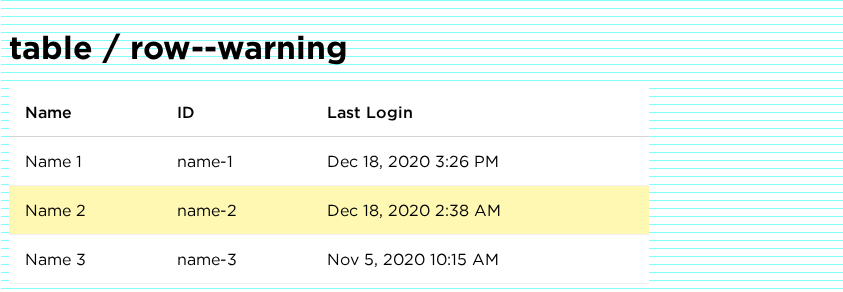 table / row--warning
Name ID Last Login
Name 1 name-1 Dec 18, 2020 3:26 PM
Name 2 name-2 Dec 18, 2020 2:38 AM
Name 3 name-3 Nov 5, 2020 10:15 AM